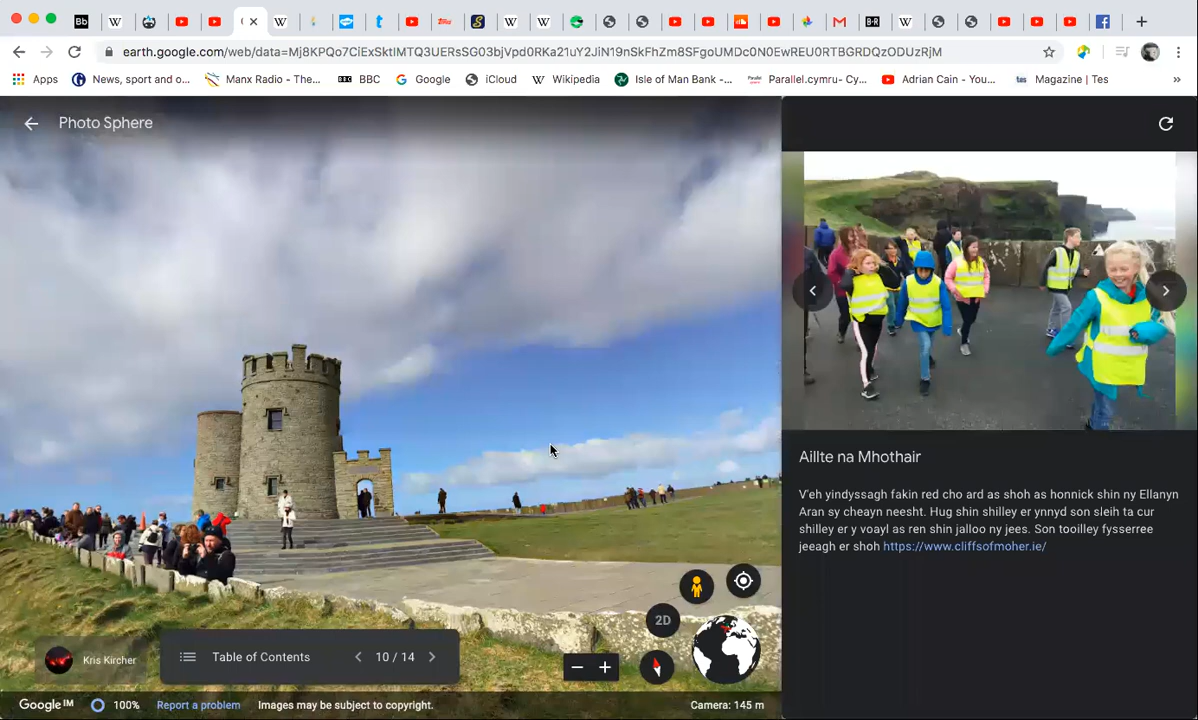 earth.google.com/web/data=Mj8KPQo7CiExSktIMTQ3UERsSG03bjVpd0RKa21uY2JiN19nSkFhZm8SFgoUMDc0N0EwREU0RTBGRDQzODUzRjM
Apps News, sport and o... Manx Radio - The... BBC Google iCloud Wikipedia Isle of Man Bank -... Parallel.cymru- Cy... Adrian Cain - You... Magazine | Tes »
Photo Sphere
Aillte na Mhothair
V'eh yindyssagh fakin red cho ard as shoh as honnick shin ny Ellanyn
Aran sy cheayn neesht. Hug shin shilley er ynnyd son sleih ta cur
shilley er y voayl as ren shin jalloo ny jees. Son tooilley fysserree
jeeagh er shoh https://www.cliffsofmoher.ie/
2D
Kris Kircher
Table of Contents
10 / 14
Google 100% Report a problem Images may be subject to copyright. Camera: 145 m